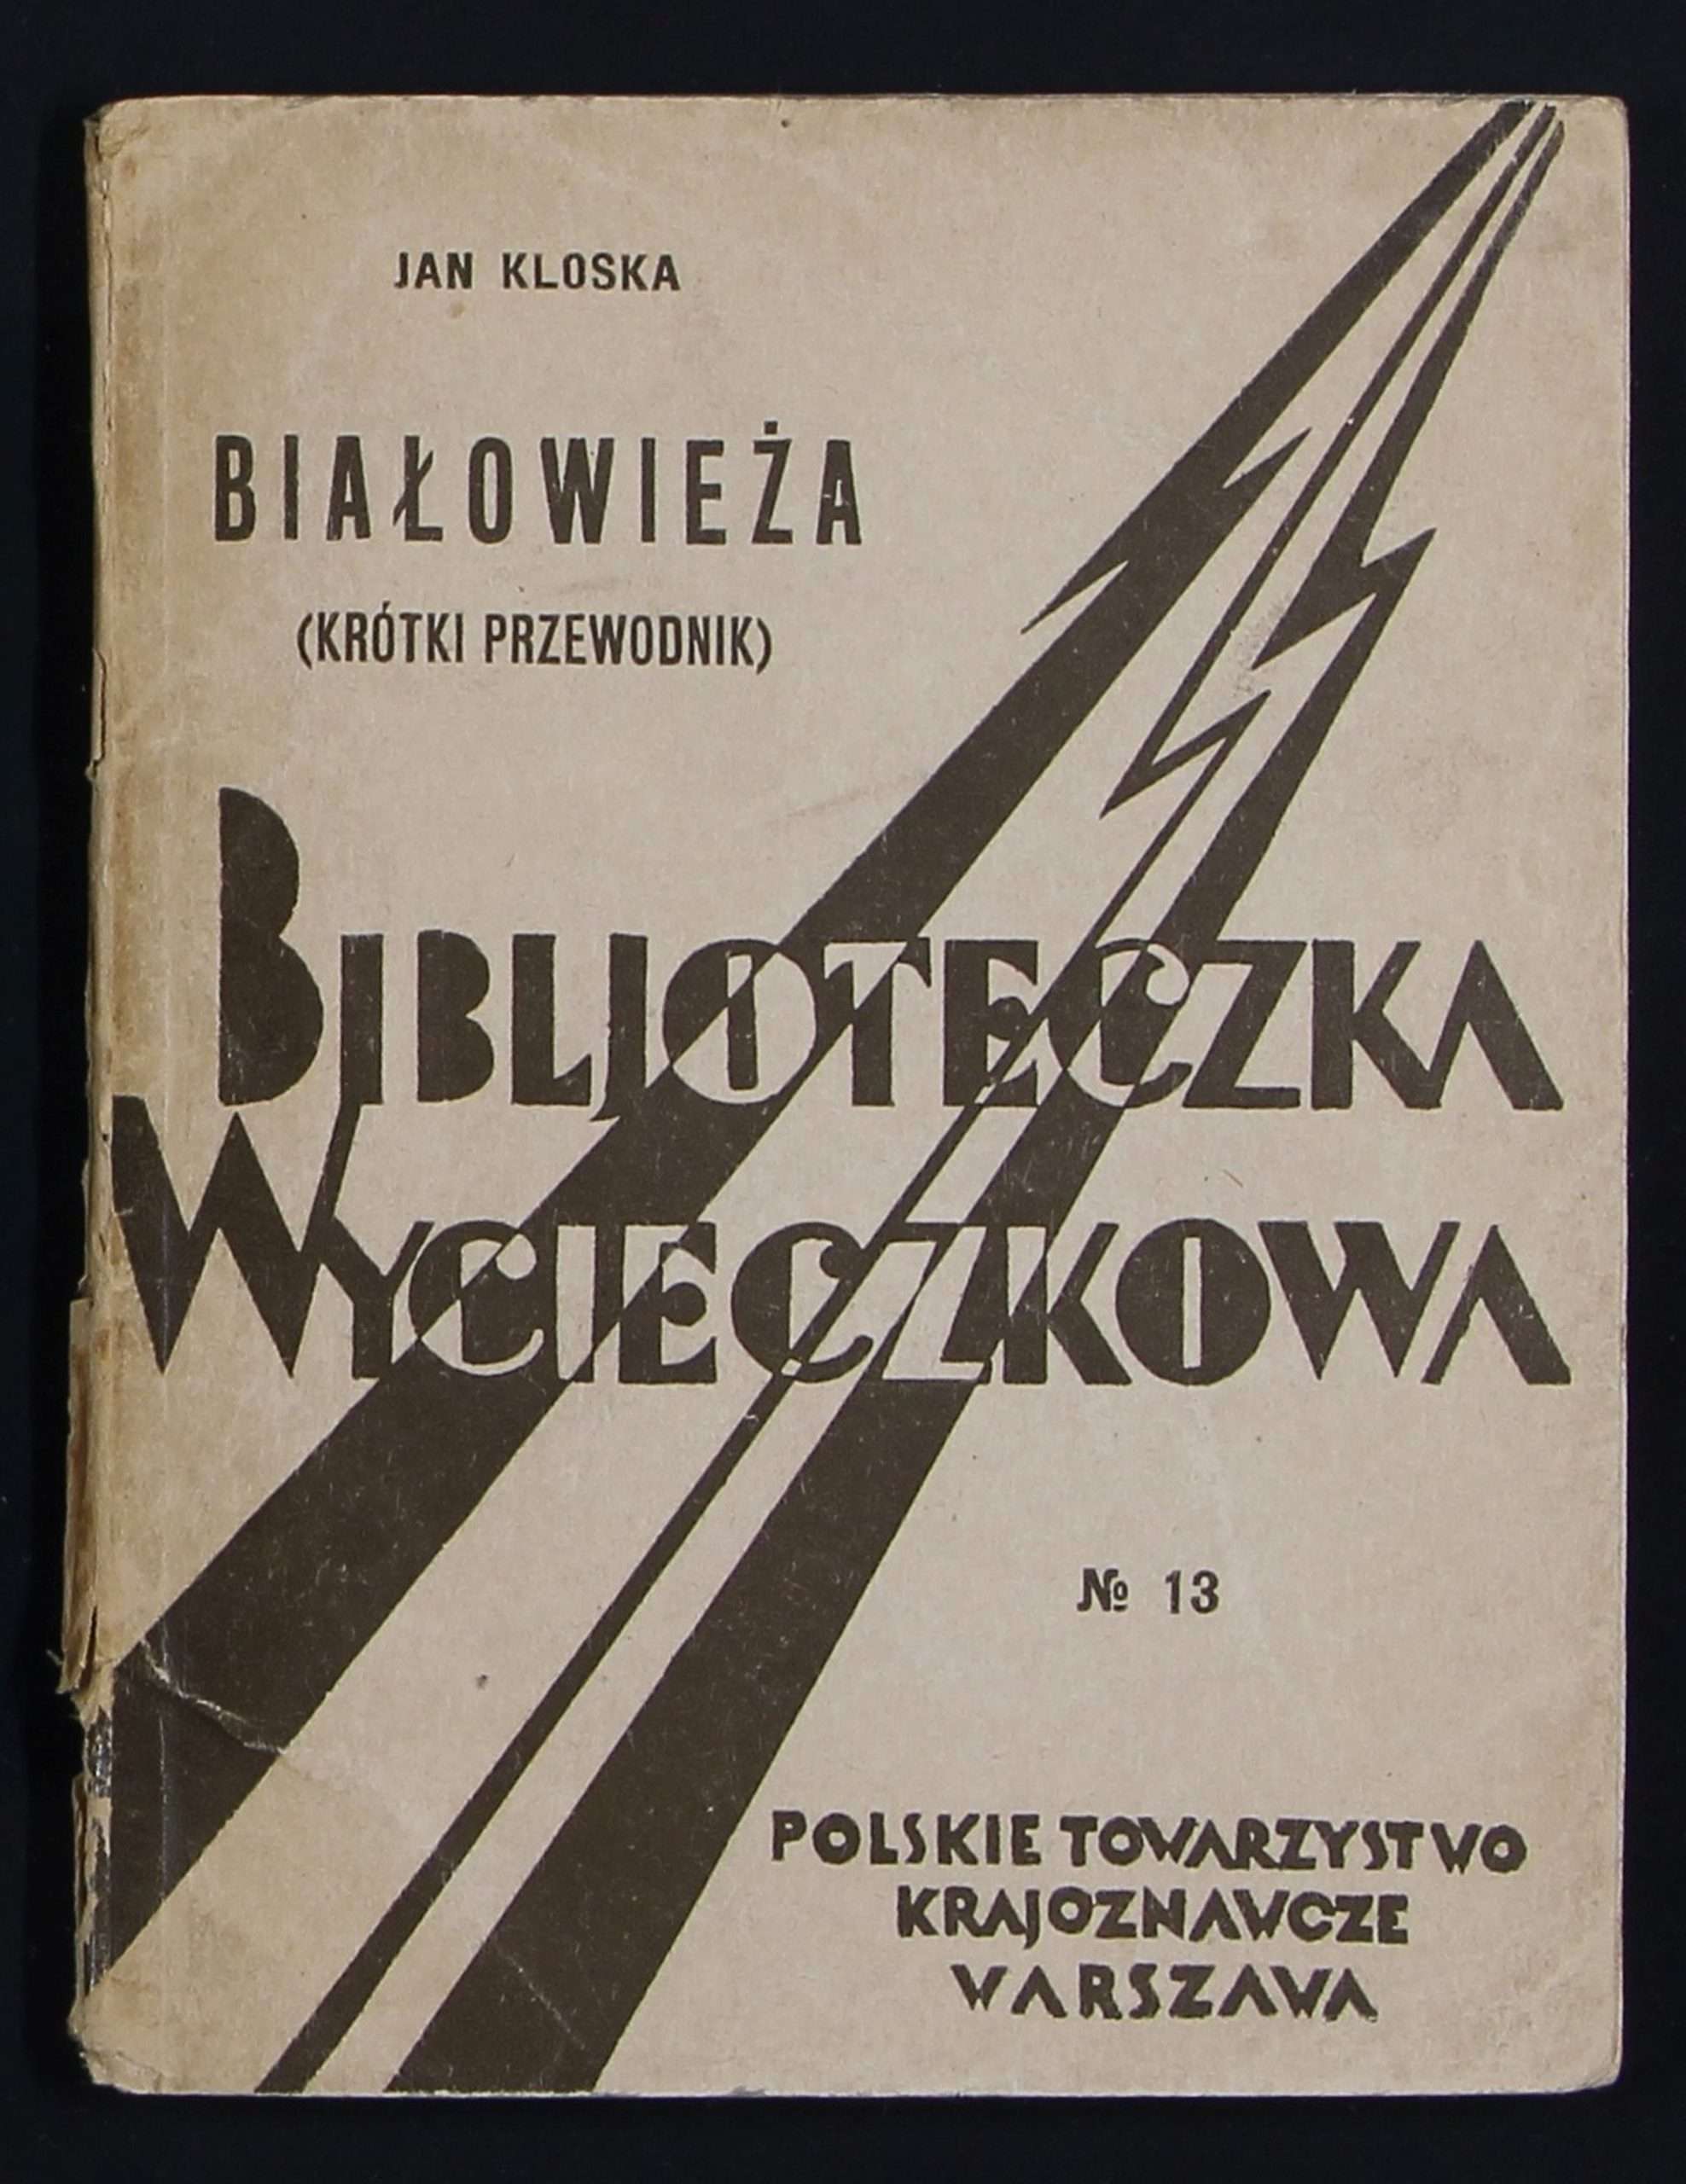 JAN KLOSKA
BIAŁOWIEŻA
(KRÓTKI PRZEWODNIK)
BIBLJOTECZKA
WYCIECZKOWA
№ 13
POLSKIE TOWARZYSTWO
KRAJOZNAWCZE
WARSZAWA